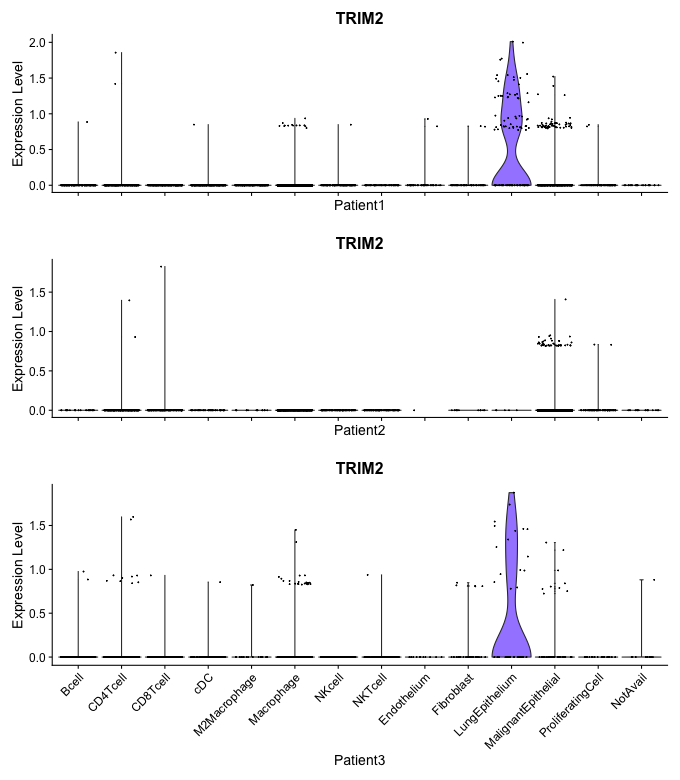 TRIM2
Expression Level
2.0
1.5
1.0
0.5
0.0
Patient1
TRIM2
Expression Level
1.5
1.0
0.5
0.0
Patient2
TRIM2
Expression Level
1.5
1.0
0.5
0.0
Bcell
CD4Tcell
CD8Tcell
cDC
M2Macrophage
Macrophage
NKcell
NKTcell
Endothelium
Fibroblast
LungEpithelium
MalignantEpithelial
ProliferatingCell
NotAvail
Patient3